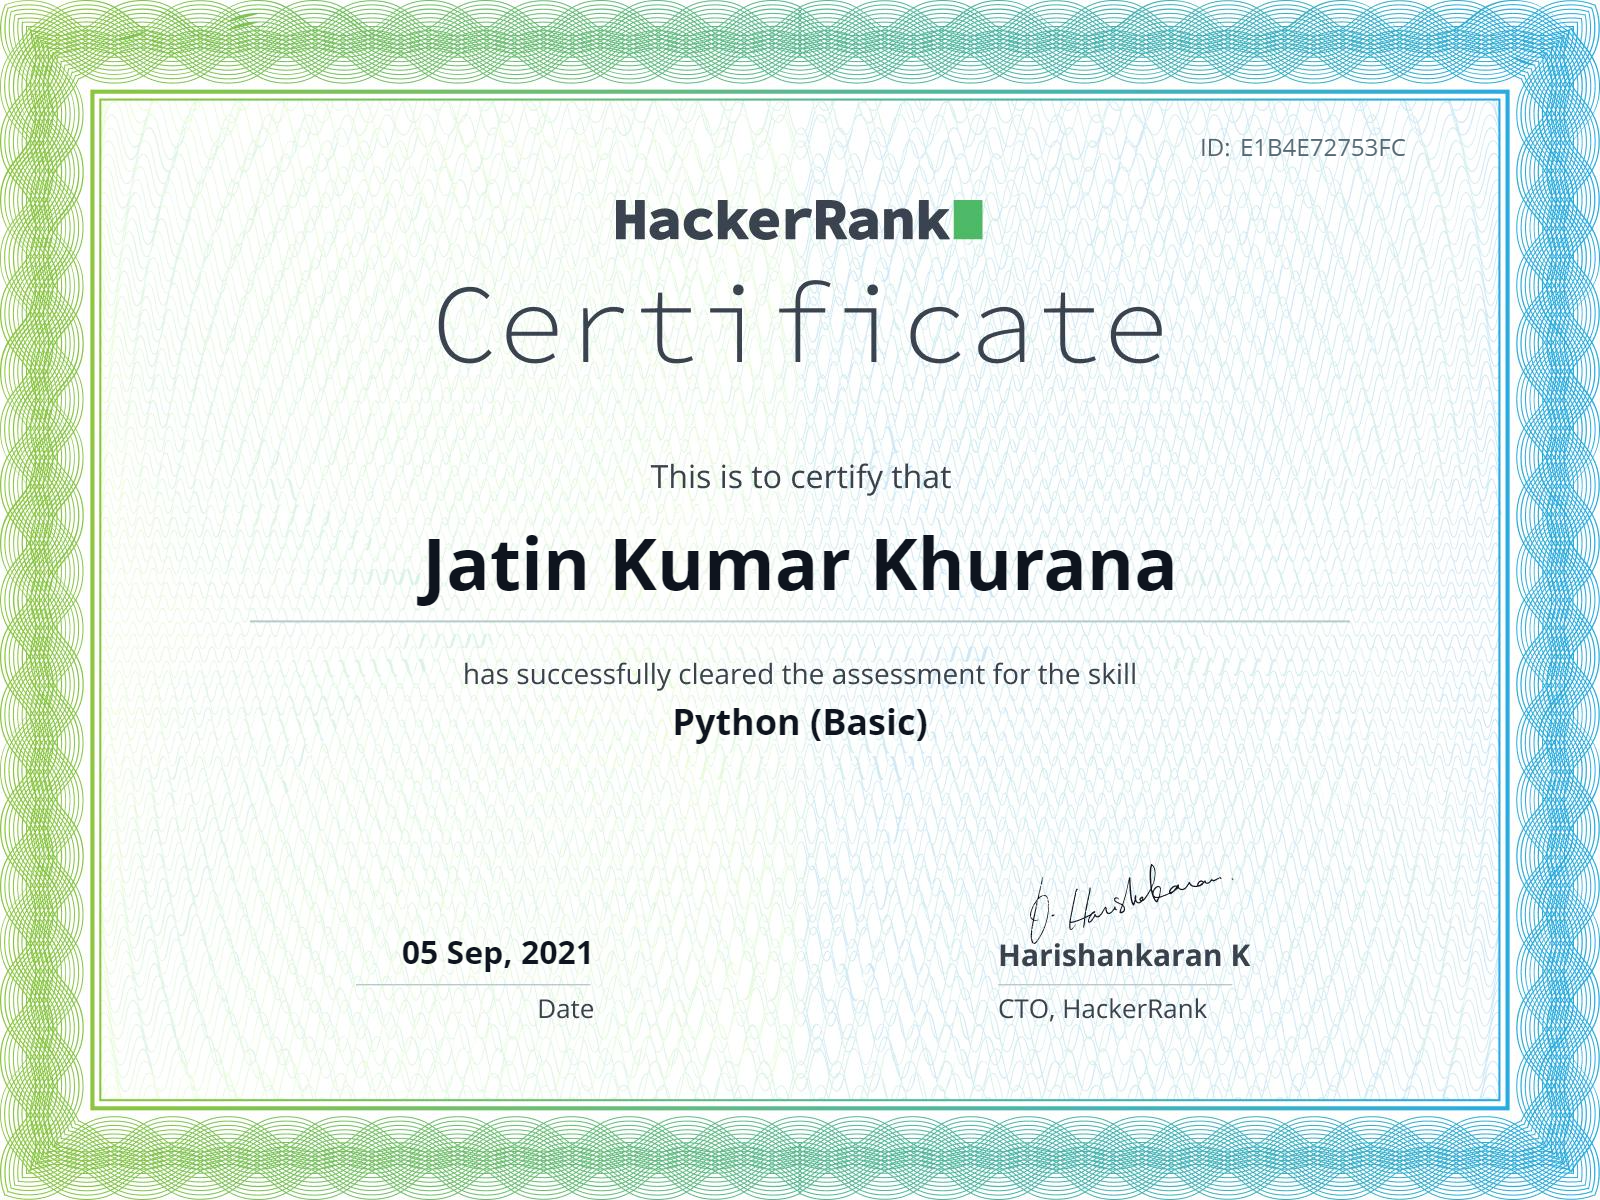 ID: E1B4E72753FC
HackerRank
Certificate
This is to certify that
Jatin Kumar Khurana
has successfully cleared the assessment for the skill
Python (Basic)
05 Sep, 2021
Date
Harishankaran
Harishankaran K
CTO, HackerRank